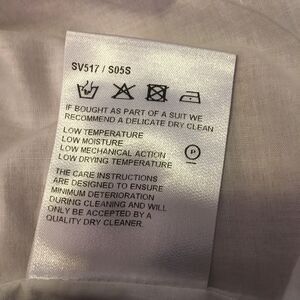 SV517 / S05S
IF BOUGHT AS PART OF A SUIT WE
RECOMMEND A DELICATE DRY CLEAN
LOW TEMPERATURE
LOW MOISTURE
LOW MECHANICAL ACTION
LOW DRYING TEMPERATURE
P
THE CARE INSTRUCTIONS
ARE DESIGNED TO ENSURE
MINIMUM DETERIORATION
DURING CLEANING AND WILL
ONLY BE ACCEPTED BY A
QUALITY DRY CLEANER